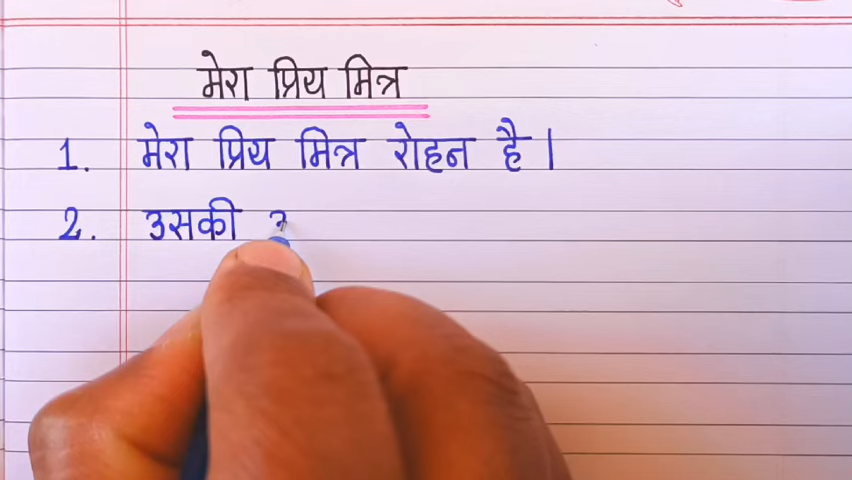 मेरा प्रिय मित्र
1. मेरा प्रिय मित्र रोहन है।
2. उसकी